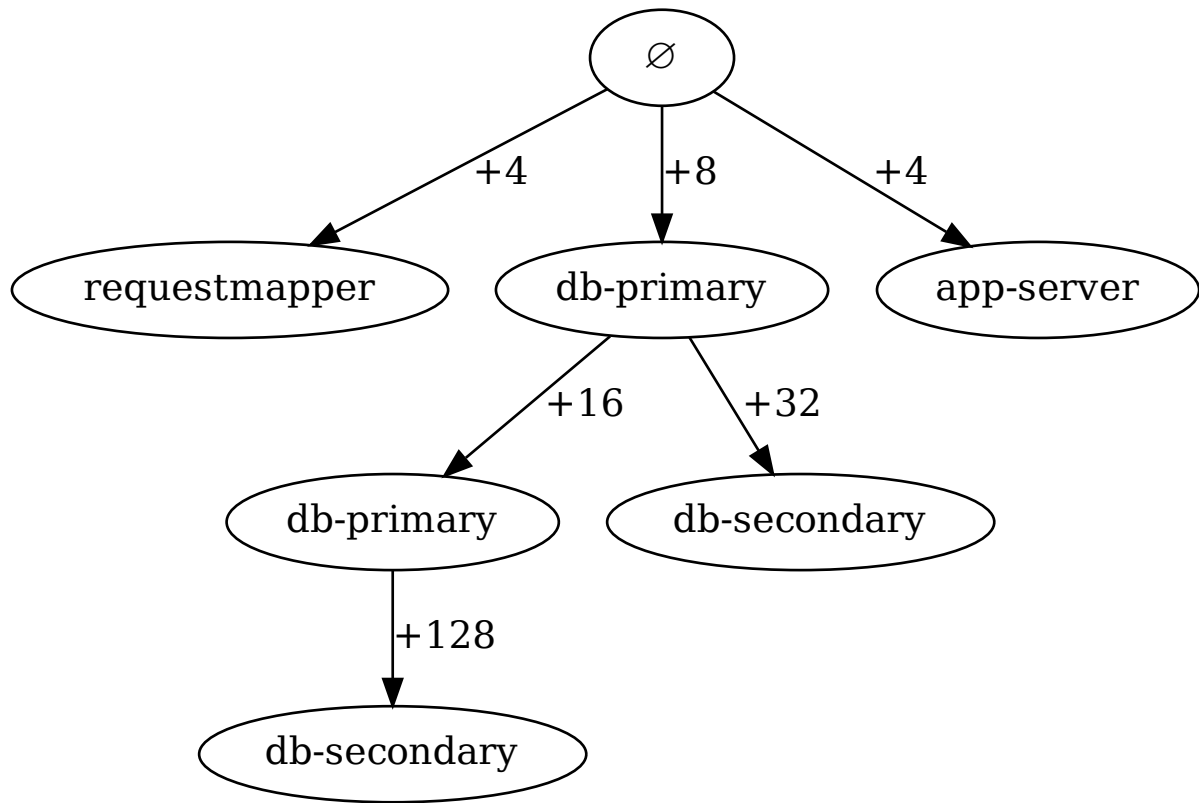 ∅
+4
+8
+4
requestmapper
db-primary
app-server
+16
+32
db-primary
db-secondary
+128
db-secondary